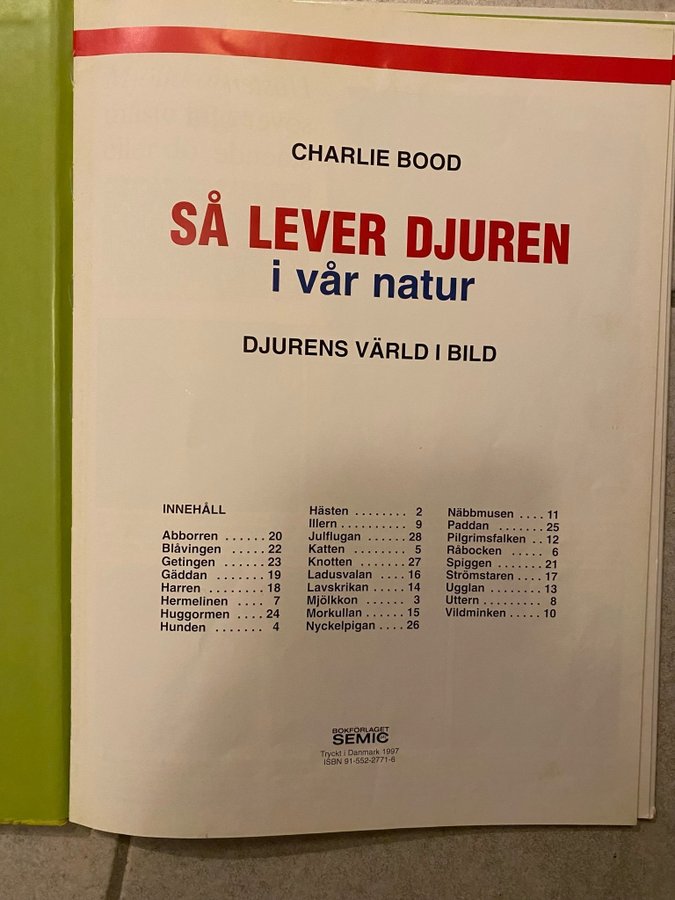 CHARLIE BOOD
SÅ LEVER DJUREN
i vår natur
DJURENS VÄRLD I BILD
INNEHÅLL
Abborren . . . . . . 20
Blåvingen . . . . . 22
Getingen . . . . . . 23
Gäddan . . . . . . . 19
Harren . . . . . . . . 18
Hermelinen . . . . 7
Huggormen . . . . 24
Hunden . . . . . . . 4
Hästen . . . . . . . . 2
Illern . . . . . . . . . . 9
Julflugan . . . . . . 28
Katten . . . . . . . . 5
Knotten . . . . . . . 27
Ladusvalan . . . . 16
Lavskrikan . . . . . 14
Mjölkkon . . . . . . 3
Morkullan . . . . . 15
Nyckelpigan . . . . 26
Näbbmusen . . . . 11
Paddan . . . . . . . 25
Pilgrimsfalken . . 12
Råbocken . . . . . 6
Spiggen . . . . . . . 21
Strömstaren . . . . 17
Ugglan . . . . . . . . 13
Uttern . . . . . . . . . 8
Vildminken . . . . . 10
BOKFÖRLAGET
SEMIC
Tryckt i Danmark 1997
ISBN 91-552-2771-6